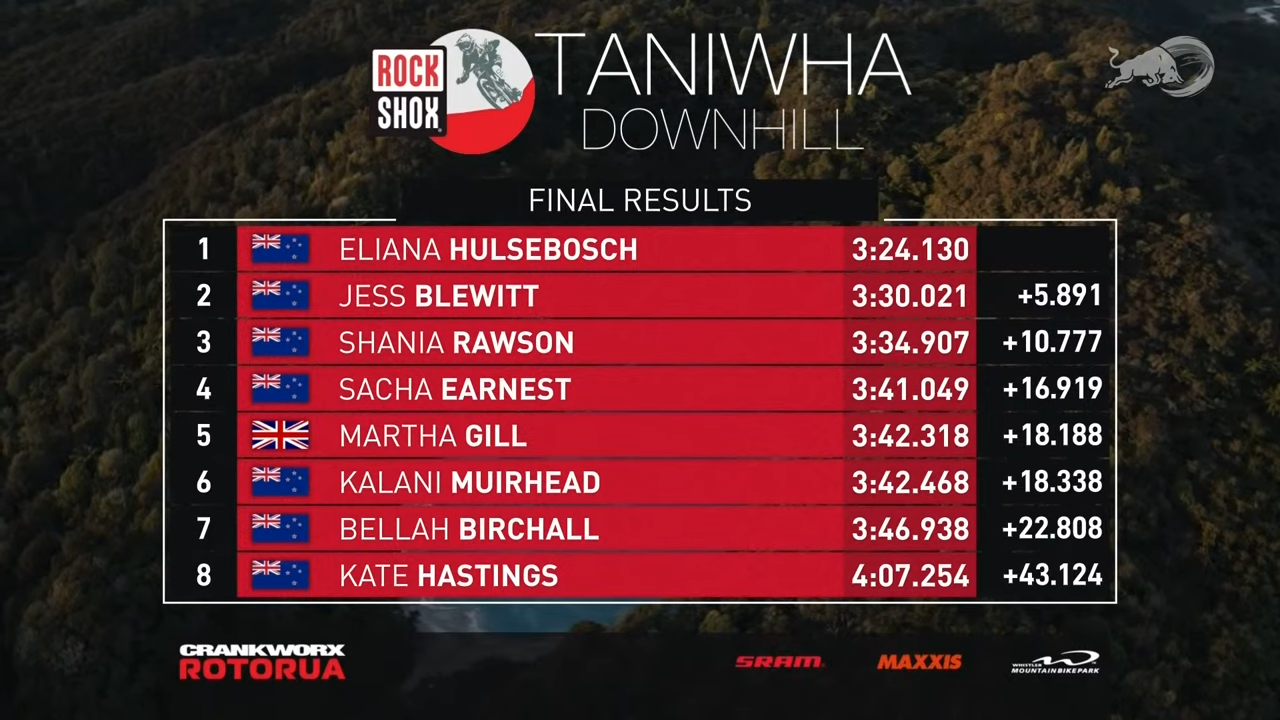 ROCK
SHOX
TANIWHA
DOWNHILL
FINAL RESULTS
1 ELIANA HULSEBOSCH 3:24.130
2 JESS BLEWITT 3:30.021 +5.891
3 SHANIA RAWSON 3:34.907 +10.777
4 SACHA EARNEST 3:41.049 +16.919
5 MARTHA GILL 3:42.318 +18.188
6 KALANI MUIRHEAD 3:42.468 +18.338
7 BELLAH BIRCHALL 3:46.938 +22.808
8 KATE HASTINGS 4:07.254 +43.124
CRANKWORX
ROTORUA
SRAM
MAXXIS
WHISTLER
MOUNTAINBIKEPARK